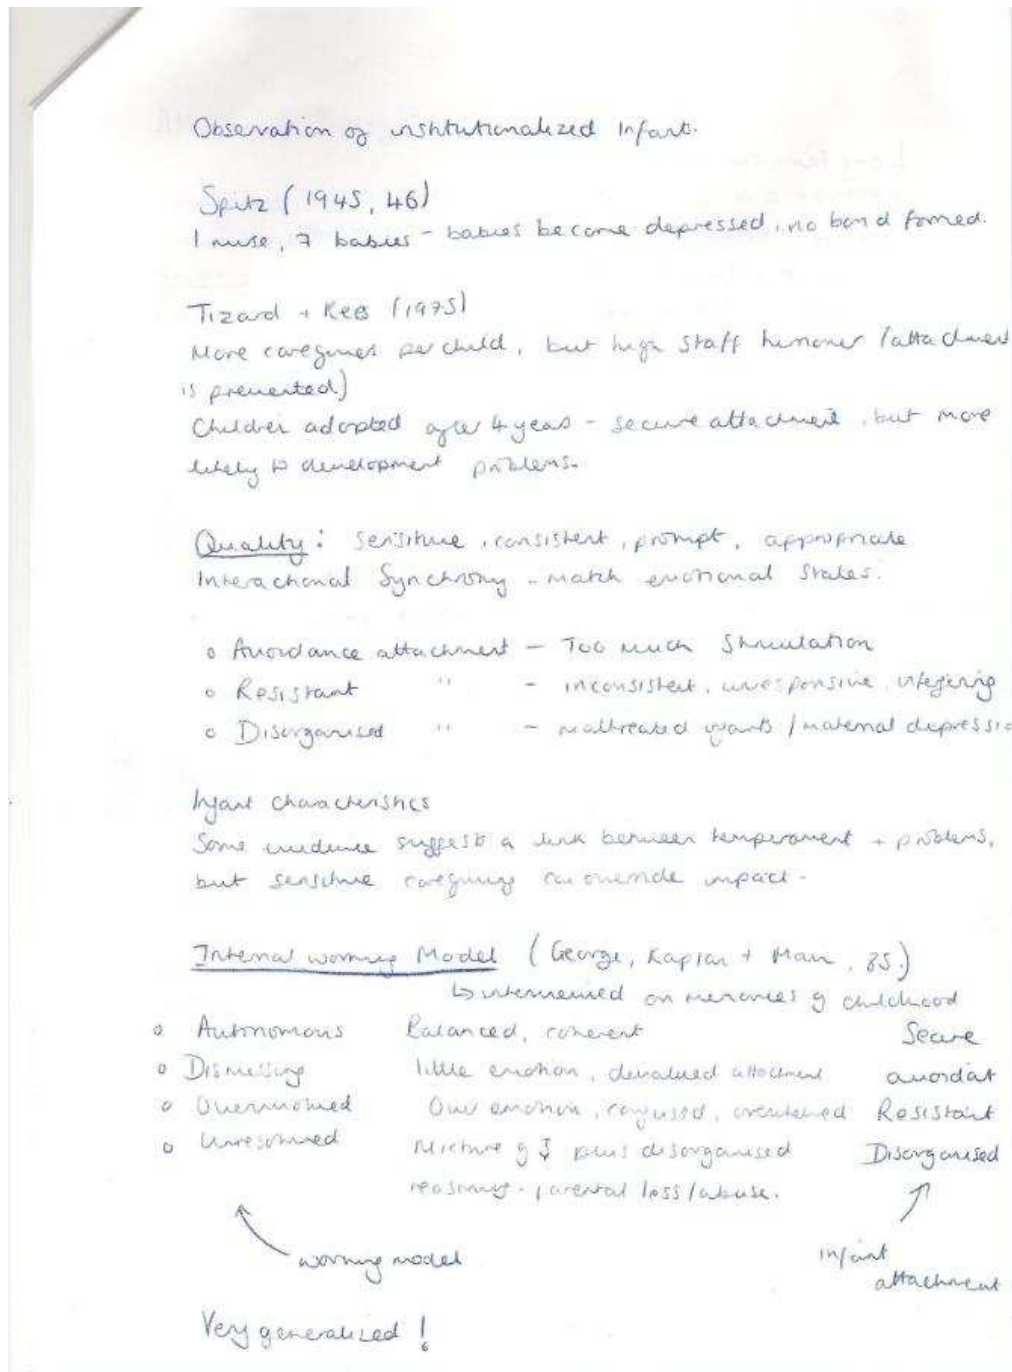 Observation of institutionalized Infants.
Spitz (1945, 46)
1 nurse, 7 babies - babies become depressed, no bond formed.
Tizard + Rees (1975)
More caregivers per child, but high staff turnover (attachment
is prevented)
Children adopted after 4 years - secure attachment, but more
likely to development problems.
Quality: sensitive, consistent, prompt, appropriate
Interactional Synchrony - match emotional states.
o Avoidance attachment - Too much Stimulation
o Resistant " - inconsistent, unresponsive, interfering
o Disorganised " - maltreated infants / maternal depressio
Infant characteristics
Some evidence suggests a link between temperament + problems,
but sensitive caregiving can override impact.
Internal working Model (George, Kaplan + Main, 85.)
↳ interviewed on memories of childhood
o Autonomous Balanced, coherent Secure
o Dismissing little emotion, devalued attachment avoidat
o Overinvolved Over emotion, confused, Resistant
o Unresolved Mixture of ↕ plus disorganised Disorganised
reasoning - parental loss/abuse.
working model
infant
attachment
Very generalized !